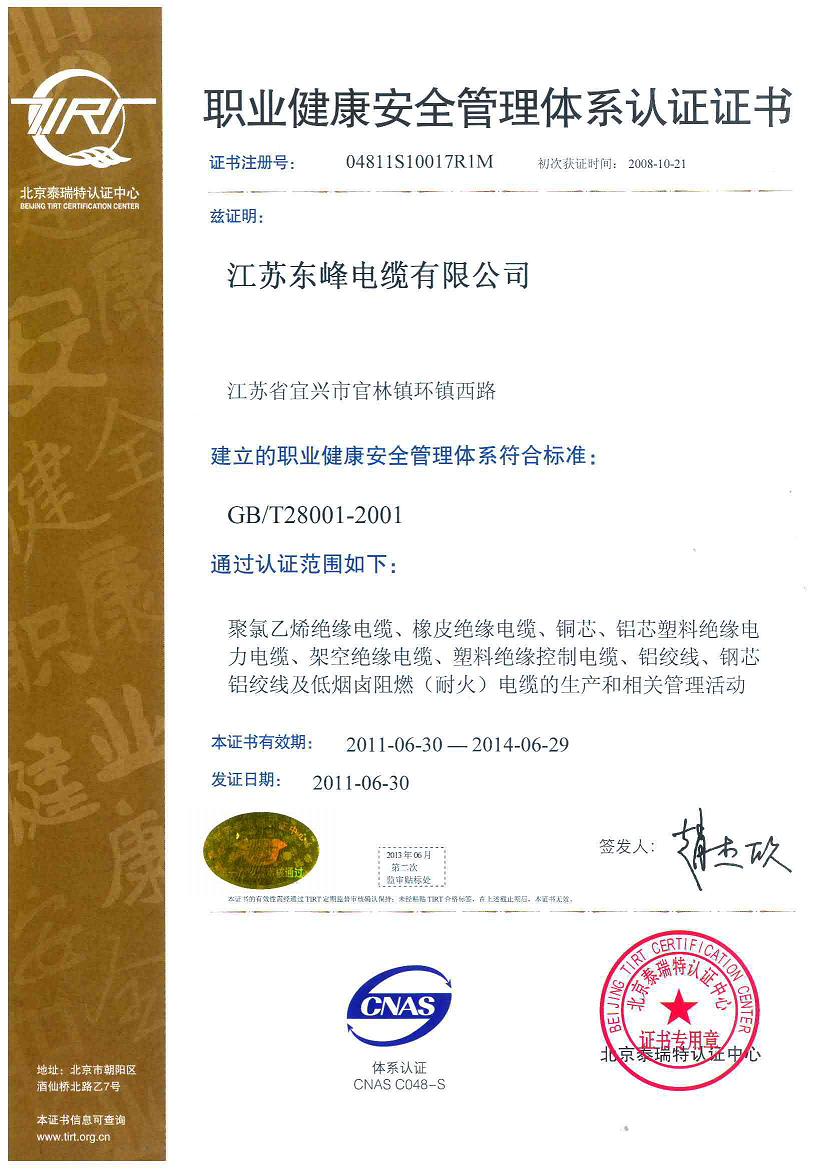 TIRT
北京泰瑞特认证中心
BEIJING TIRT CERTIFICATION CENTER
职业健康安全管理体系认证证书
证书注册号: 04811S10017R1M 初次获证时间: 2008-10-21
兹证明:
江苏东峰电缆有限公司
江苏省宜兴市官林镇环镇西路
建立的职业健康安全管理体系符合标准:
GB/T28001-2001
通过认证范围如下:
聚氯乙烯绝缘电缆、橡皮绝缘电缆、铜芯、铝芯塑料绝缘电
力电缆、架空绝缘电缆、塑料绝缘控制电缆、铝绞线、钢芯
铝绞线及低烟卤阻燃（耐火）电缆的生产和相关管理活动
本证书有效期: 2011-06-30 — 2014-06-29
发证日期: 2011-06-30
签发人:
2013年06月
第二次
监审贴标处
本证书的有效性需经通过TIRT定期监督审核确认保持; 未经粘贴TIRT合格标签, 在上述截止期后, 本证书无效。
CNAS
体系认证
CNAS C048-S
BEIJING TIRT CERTIFICATION CENTER
北京泰瑞特认证中心
证书专用章
北京泰瑞特认证中心
地址: 北京市朝阳区
酒仙桥北路乙7号
本证书信息可查询
www.tirt.org.cn